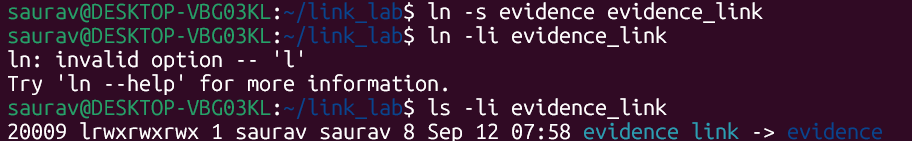 saurav@DESKTOP-VBG03KL:~/link_lab$ ln -s evidence evidence_link
saurav@DESKTOP-VBG03KL:~/link_lab$ ln -li evidence_link
ln: invalid option -- 'l'
Try 'ln --help' for more information.
saurav@DESKTOP-VBG03KL:~/link_lab$ ls -li evidence_link
20009 lrwxrwxrwx 1 saurav saurav 8 Sep 12 07:58 evidence_link -> evidence